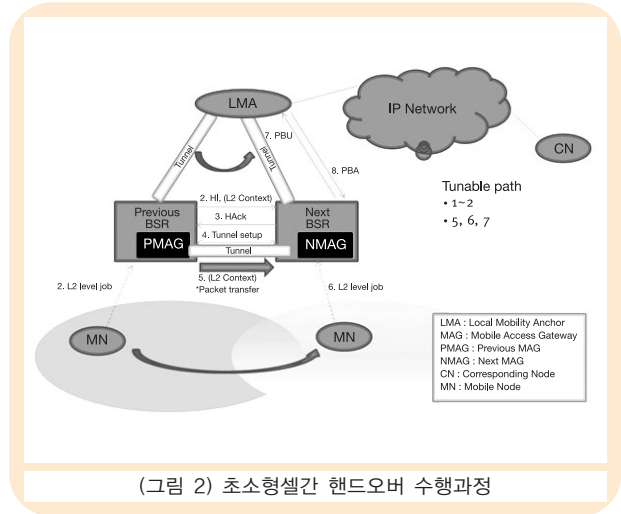 LMA
IP Network
CN
Tunnel
Tunnel
7. PBU
8. PBA
Tunable path
• 1~2
• 5, 6, 7
2. HI, (L2 Context)
Previous
BSR
PMAG
Next
BSR
NMAG
3. HAck
4. Tunnel setup
Tunnel
5. (L2 Context)
*Packet transfer
2. L2 level job
6. L2 level job
MN
MN
LMA : Local Mobility Anchor
MAG : Mobile Access Gateway
PMAG : Previous MAG
NMAG : Next MAG
CN : Corresponding Node
MN : Mobile Node
(그림 2) 초소형셀간 핸드오버 수행과정